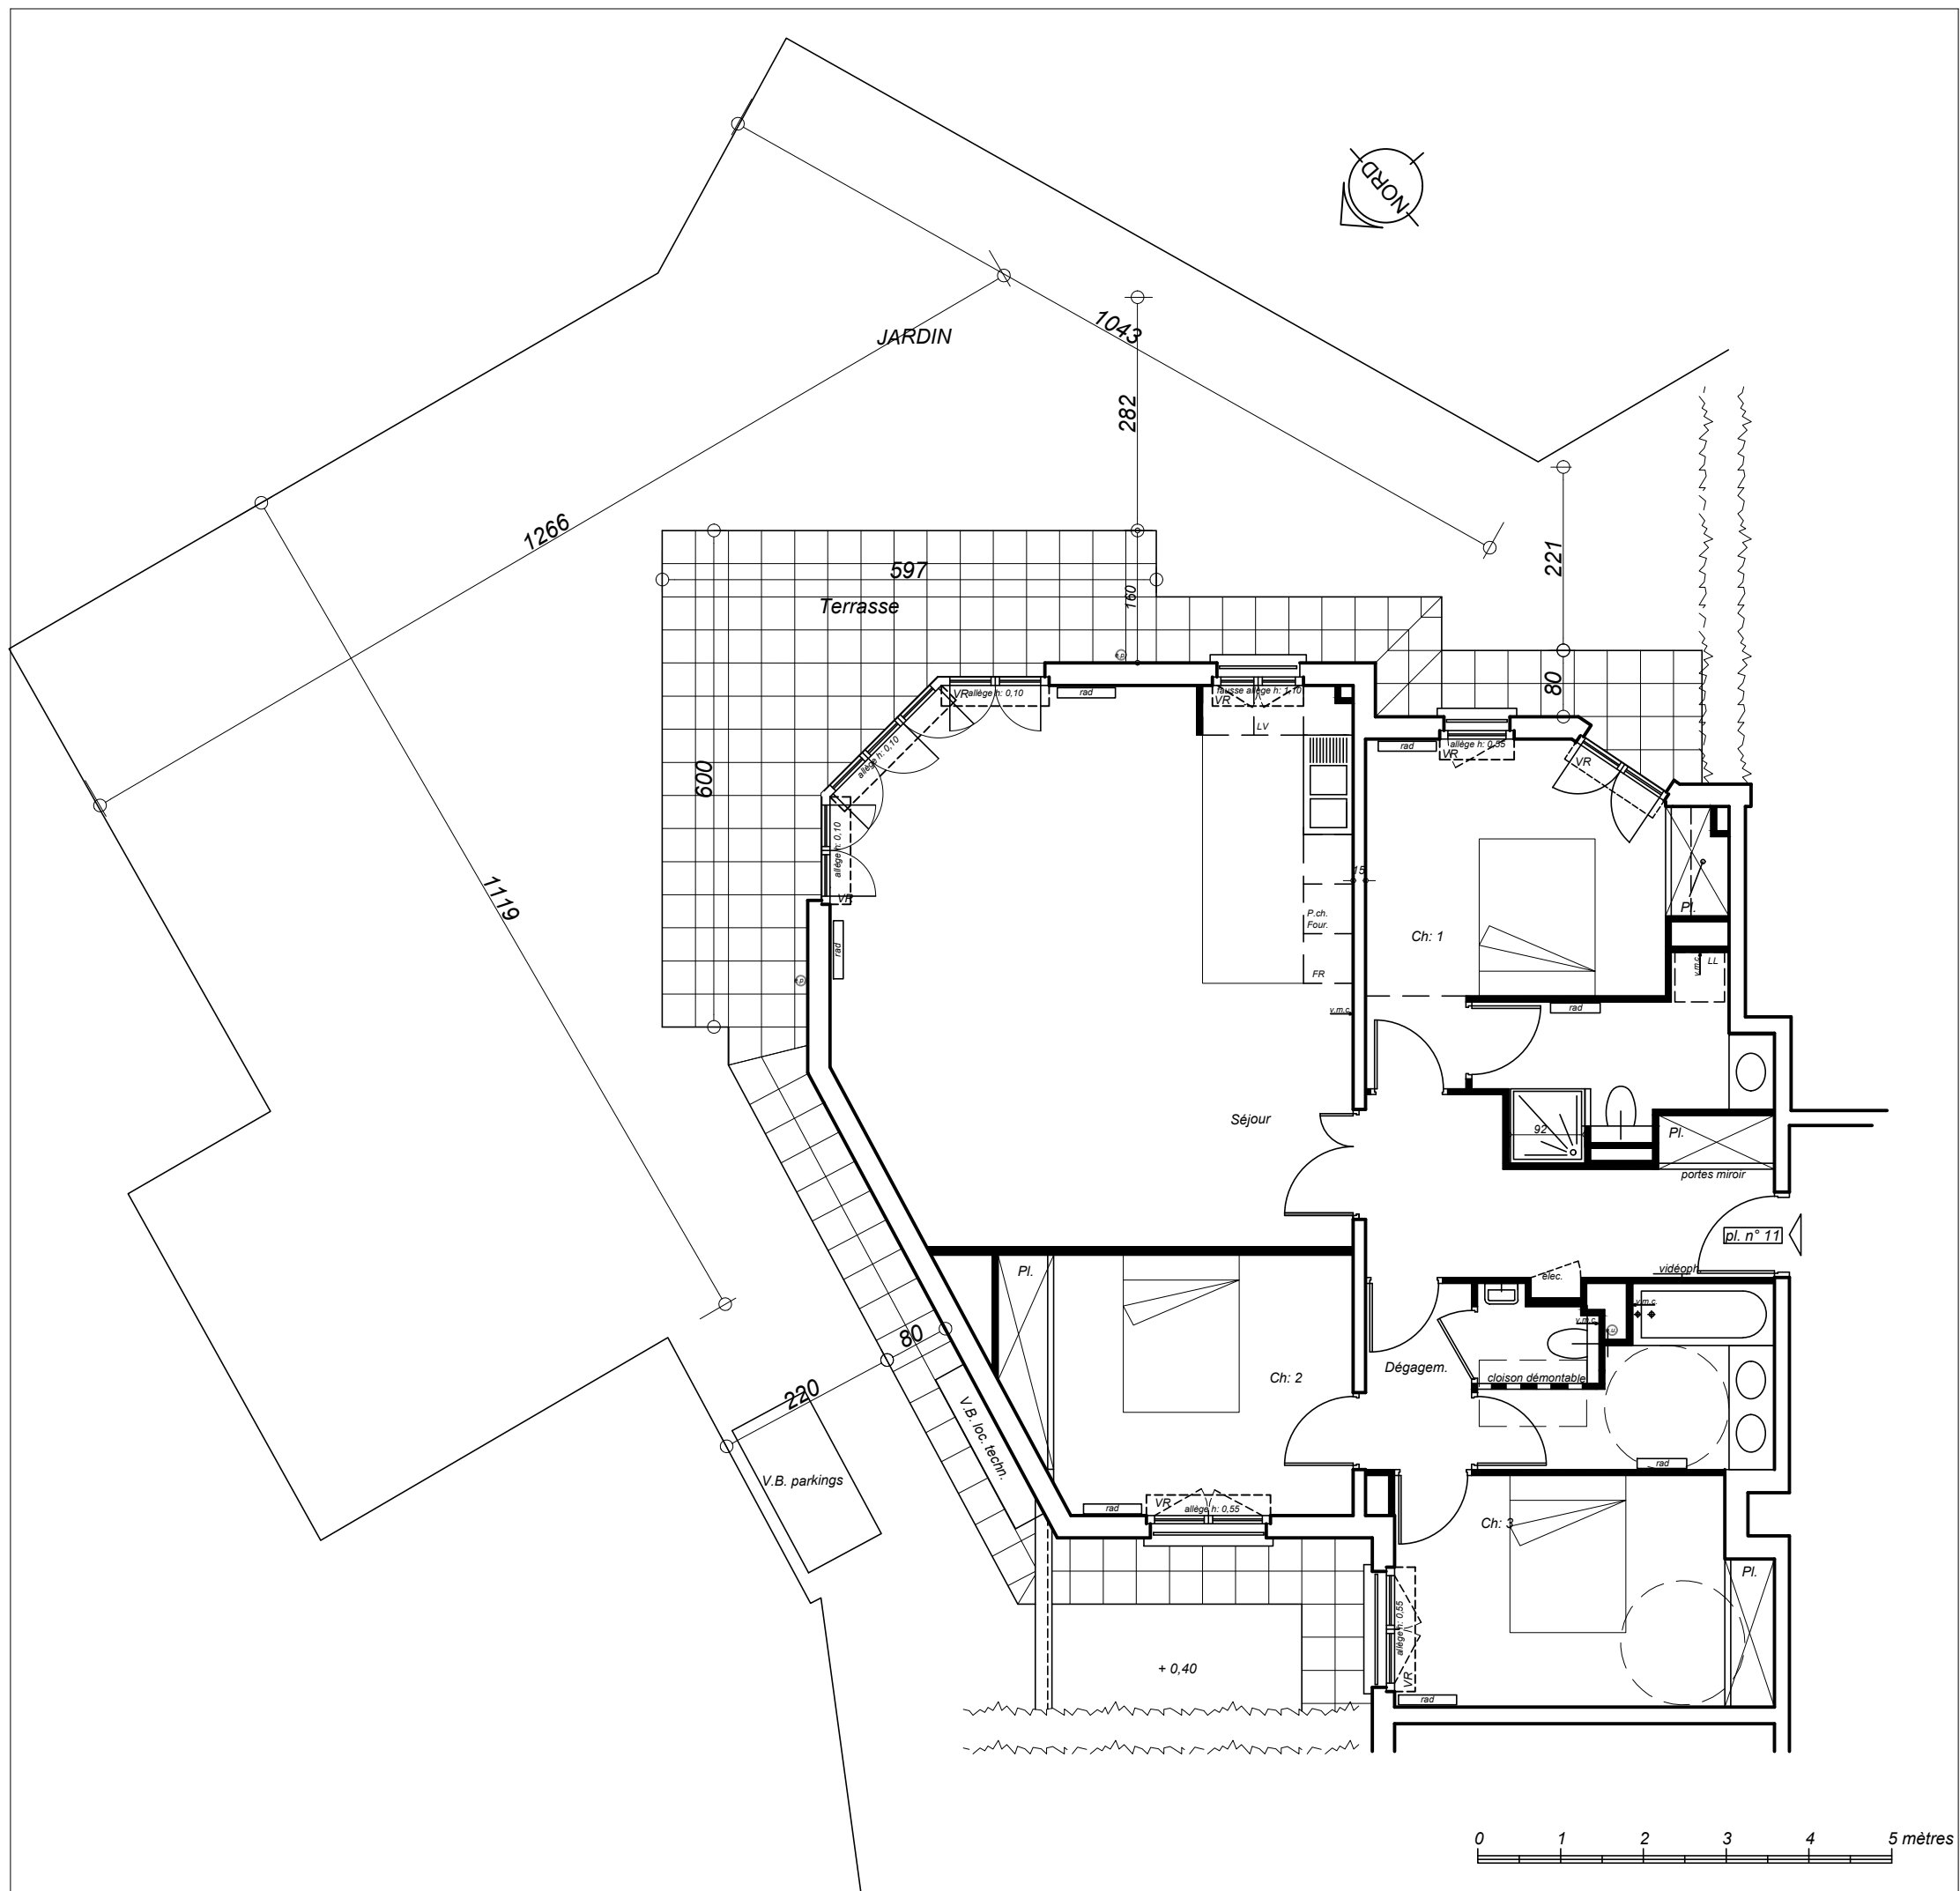 NORD
JARDIN
1043
282
1266
221
597
Terrasse
160
80
600
VR
allège h: 0,10
rad
fausse allège h: 1,10
VR
LV
rad
allège h: 0,55
VR
VR
allège h: 0,10
allège h: 0,10
VR
rad
1119
15
P.ch.
Four.
FR
v.m.c.
Ch: 1
Pl.
v.m.c.
LL
rad
Séjour
92
Pl.
portes miroir
pl. n° 11
vidéoph.
elec.
Pl.
v.m.c.
v.m.c.
80
220
Ch: 2
Dégagem.
cloison démontable
V.B. loc. techn.
V.B. parkings
rad
rad
VR
allège h: 0,55
Ch: 3
Pl.
allège h: 0,55
VR
+ 0,40
rad
0 1 2 3 4 5 mètres